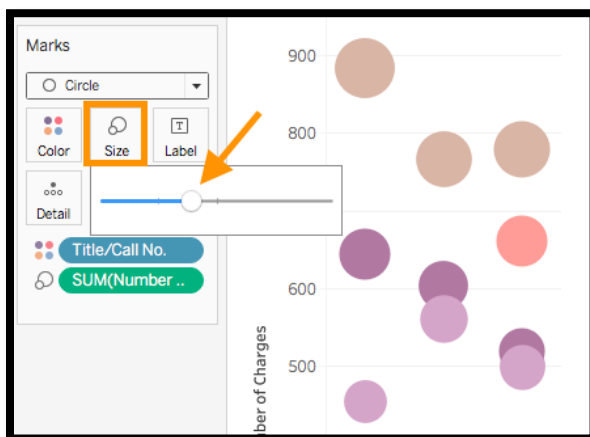 Marks
Circle
Color Size Label
T
Detail
Title/Call No.
SUM(Number ..
900
800
600
500
ber of Charges